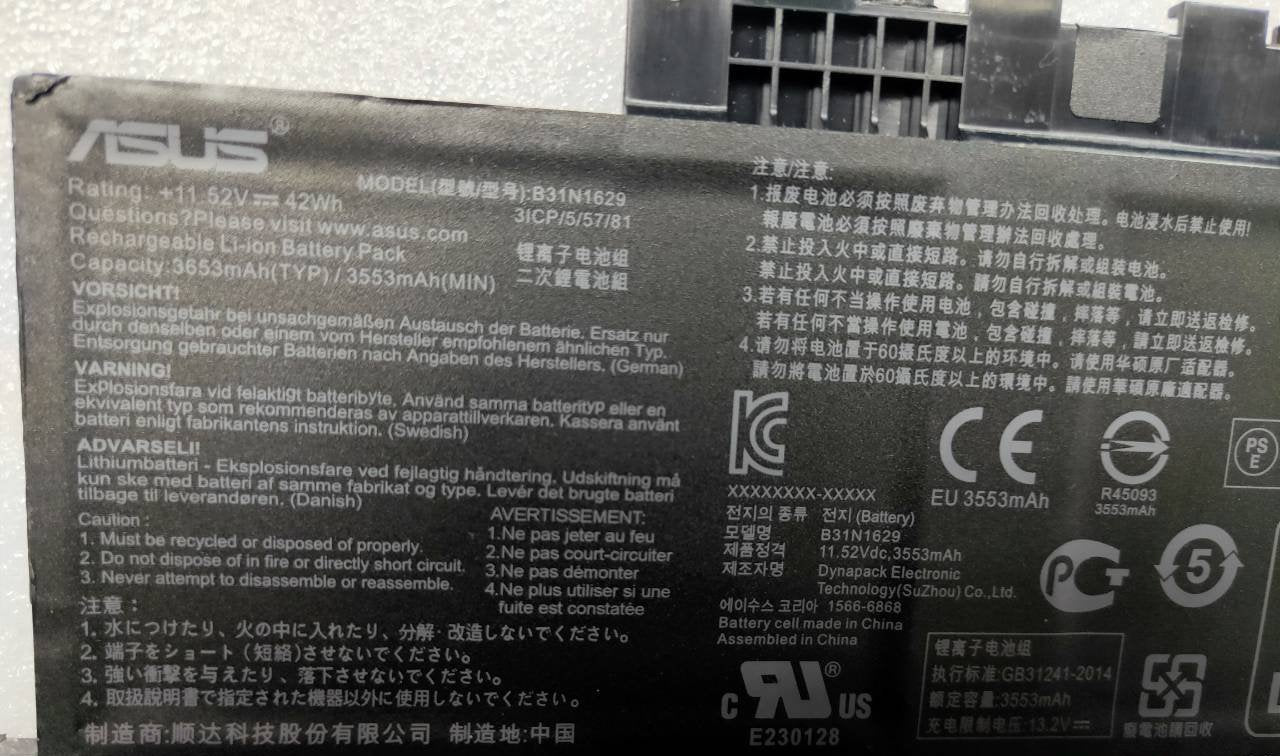 ASUS®
Rating: +11.52V⎓ 42Wh
MODEL(型號/型号):B31N1629
3ICP/5/57/81
Questions?Please visit www.asus.com
Rechargeable Li-ion Battery Pack
锂离子电池组
Capacity:3653mAh(TYP) / 3553mAh(MIN)
二次鋰電池組
VORSICHT!
Explosionsgetahr bei unsachgemäßen Austausch der Batterie. Ersatz nur
durch denselben oder einem vom Hersteller empfohlenem ähnlichen Typ.
Entsorgung gebrauchter Batterien nach Angaben des Herstellers. (German)
VARNING!
ExPlosionsfara vid felaktigt batteribyte. Använd samma batterityP eller en
ekvivalent typ som rekommenderas av apparattillverkaren. Kassera använt
batteri enligt fabrikantens instruktion. (Swedish)
ADVARSELI!
Lithiumbatteri - Eksplosionsfare ved fejlagtig håndtering. Udskiftning må
kun ske med batteri af samme fabrikat og type. Levér det brugte batteri
tilbage til leverandøren. (Danish)
Caution :
1. Must be recycled or disposed of properly.
2. Do not dispose of in fire or directly short circuit.
3. Never attempt to disassemble or reassemble.
AVERTISSEMENT:
1.Ne pas jeter au feu
2.Ne pas court-circuiter
3.Ne pas démonter
4.Ne plus utiliser si une
fuite est constatée
注意：
1. 水につけたり、火の中に入れたり、分解·改造しないでください。
2. 端子をショート（短絡）させないでください。
3. 強い衝撃を与えたり、落下させないでください。
4. 取扱説明書で指定された機器以外に使用しないでください。
制造商:顺达科技股份有限公司 制造地:中国
注意/注意:
1.报废电池必须按照废弃物管理办法回收处理。电池浸水后禁止使用!
報廢電池必须按照廢棄物管理辦法回收處理。
2.禁止投入火中或直接短路。请勿自行拆解或组装电池。
禁止投入火中或直接短路。請勿自行拆解或組裝電池。
3.若有任何不当操作使用电池，包含碰撞，摔落等，请立即送返检修。
若有任何不當操作使用電池，包含碰撞，摔落等，請立即送返檢修。
4.请勿将电池置于60摄氏度以上的环境中。请使用华硕原厂适配器。
請勿將電池置於60攝氏度以上的環境中。請使用華碩原廠適配器。
KC
XXXXXXXX-XXXXX
전지의 종류 전지 (Battery)
모델명 B31N1629
제품정격 11.52Vdc,3553mAh
제조자명 Dynapack Electronic
Technology(SuZhou) Co.,Ltd.
에이수스 코리아 1566-6868
Battery cell made in China
Assembled in China
CE
EU 3553mAh
R45093
3553mAh
PS
E
PCT
5
c RU® US
E230128
锂离子电池组
执行标准:GB31241-2014
额定容量:3553mAh
充电限制电压:13.2V⎓
廢電池請回收